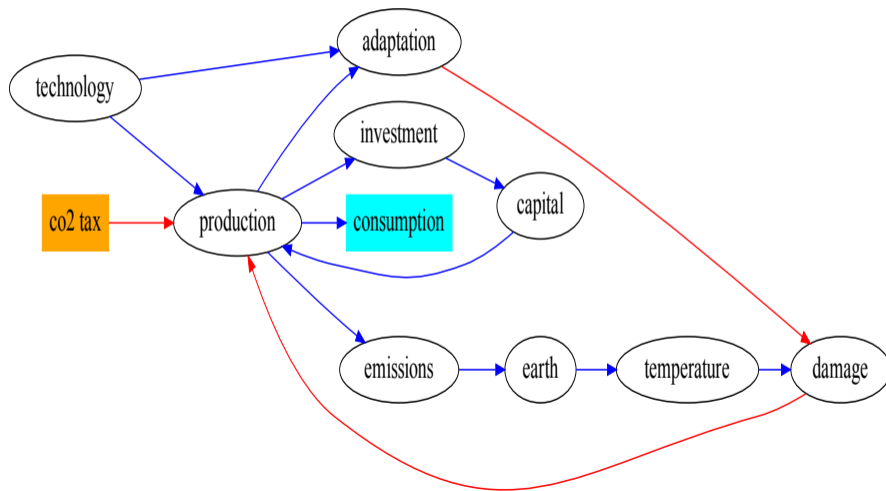 adaptation
technology
investment
co2 tax
production
consumption
capital
emissions
earth
temperature
damage